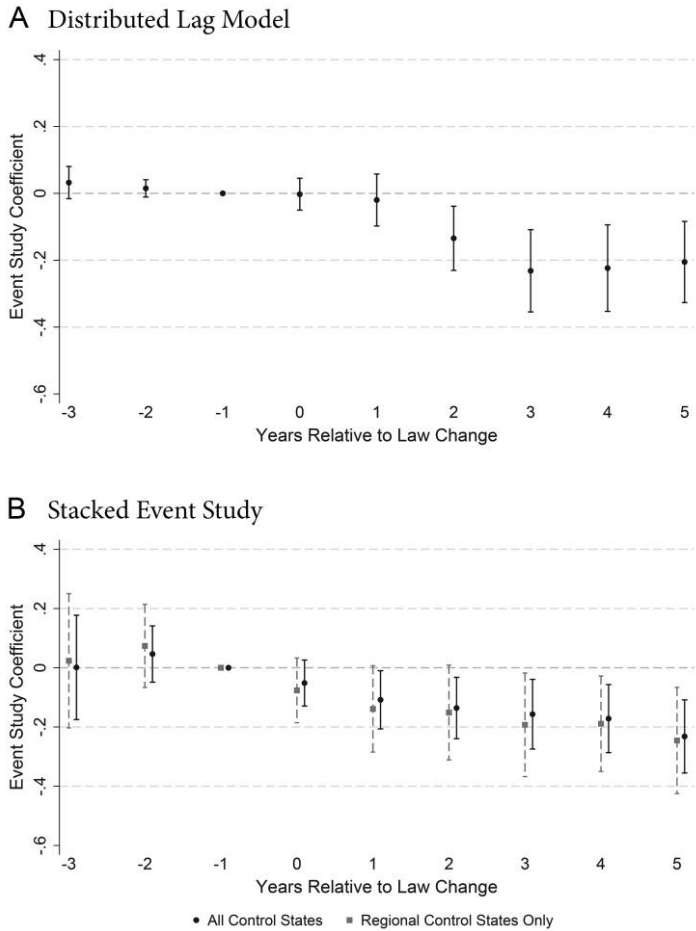 A Distributed Lag Model
.4
.2
0
-.2
-.4
-.6
Event Study Coefficient
-3 -2 -1 0 1 2 3 4 5
Years Relative to Law Change
B Stacked Event Study
.4
.2
0
-.2
-.4
-.6
Event Study Coefficient
-3 -2 -1 0 1 2 3 4 5
Years Relative to Law Change
All Control States Regional Control States Only